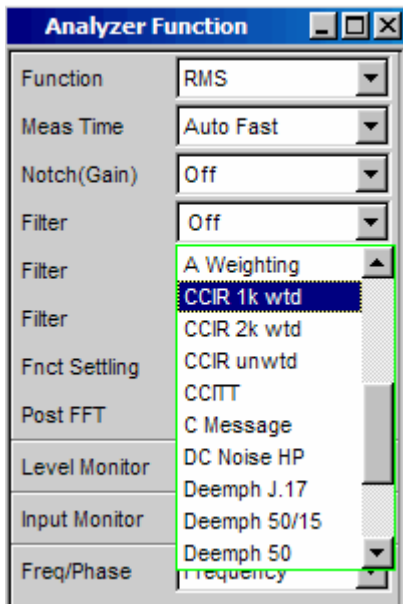 Analyzer Function
Function RMS
Meas Time Auto Fast
Notch(Gain) Off
Filter Off
Filter A Weighting
CCIR 1k wtd
Filter CCIR 2k wtd
CCIR unwtd
Fnct Settling CCITT
Post FFT C Message
DC Noise HP
Level Monitor Deemph J.17
Input Monitor Deemph 50/15
Deemph 50
Freq/Phase Frequency